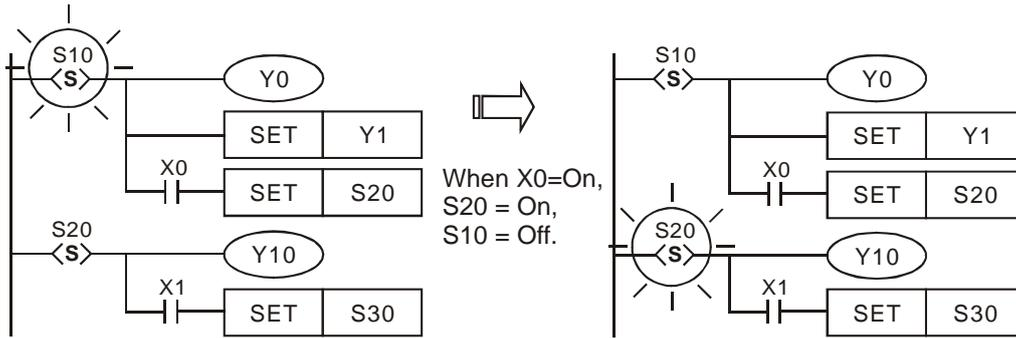 S10
S
Y0
SET Y1
X0
SET S20
S20
S
Y10
X1
SET S30
When X0=On,
S20 = On,
S10 = Off.
S10
S
Y0
SET Y1
X0
SET S20
S20
S
Y10
X1
SET S30